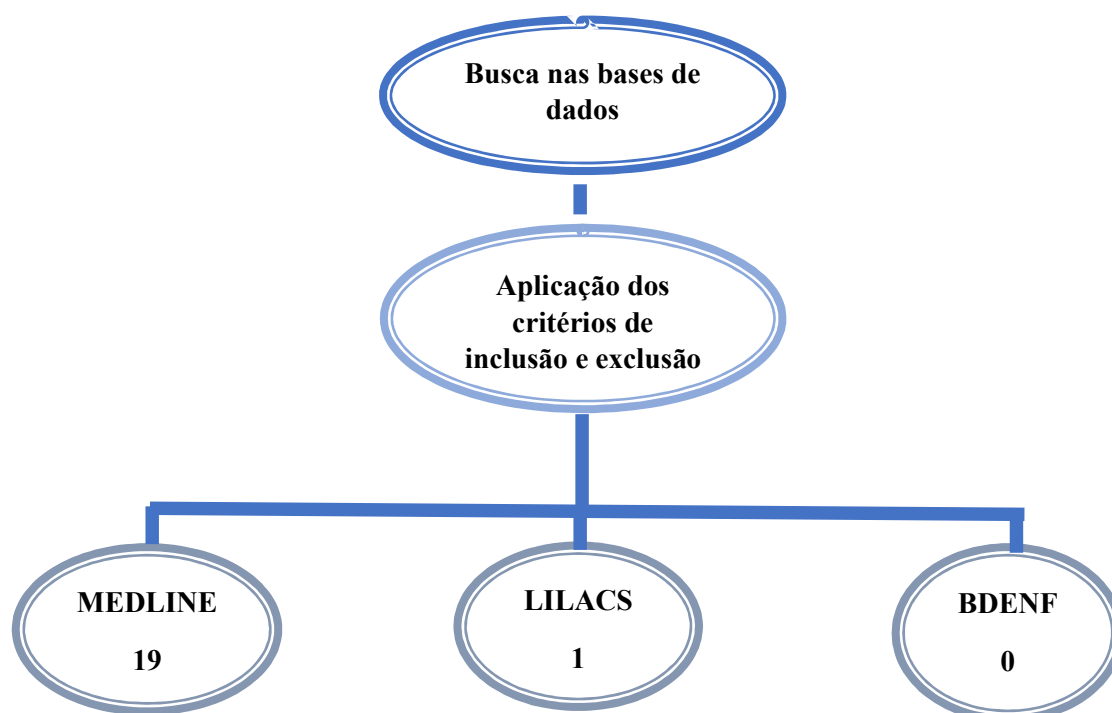 Busca nas bases de
dados
Aplicação dos
critérios de
inclusão e exclusão
MEDLINE
19
LILACS
1
BDENF
0